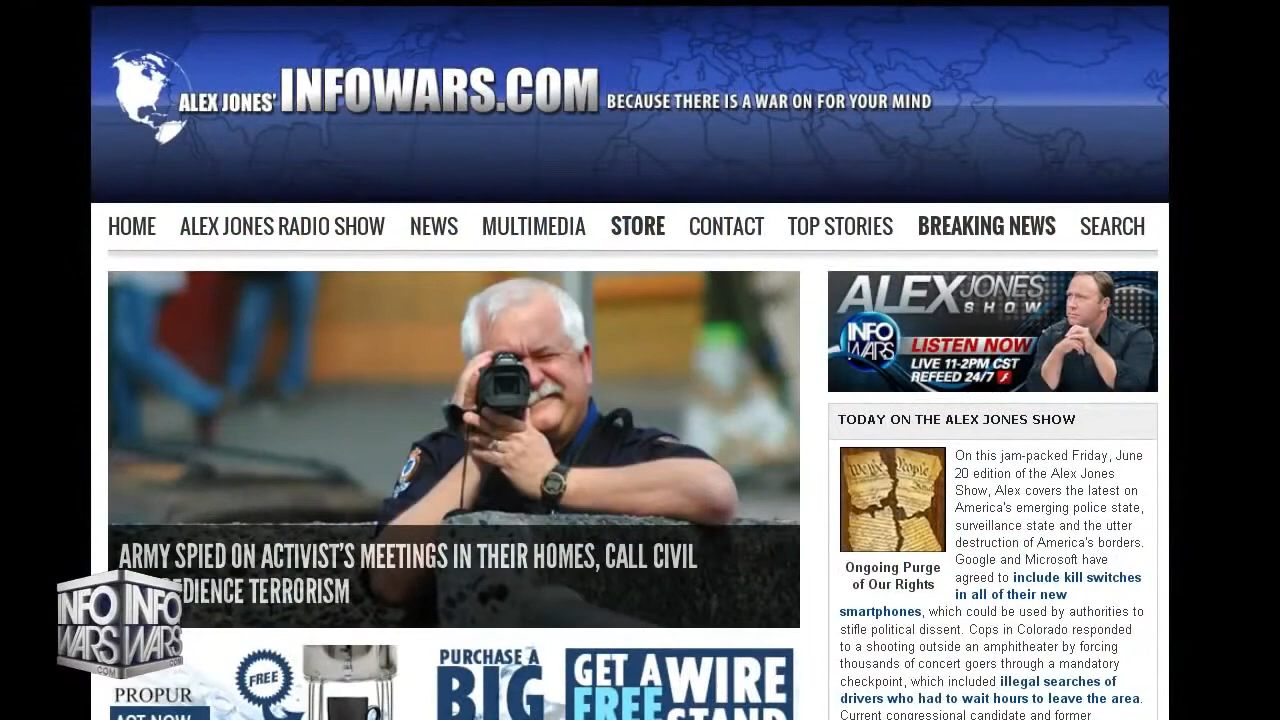 ALEX JONES' INFOWARS.COM BECAUSE THERE IS A WAR ON FOR YOUR MIND
HOME ALEX JONES RADIO SHOW NEWS MULTIMEDIA STORE CONTACT TOP STORIES BREAKING NEWS SEARCH
ARMY SPIED ON ACTIVIST'S MEETINGS IN THEIR HOMES, CALL CIVIL
EDIENCE TERRORISM
INFO INFO
WARS WARS
.COM .COM
PROPUR
ACT NOW
FREE
PURCHASE A
BIG
GET A WIRE
FREE STAND
ALEX JONES
SHOW
INFO
WARS
LISTEN NOW
LIVE 11-2PM CST
REFEED 24/7
TODAY ON THE ALEX JONES SHOW
We the People
Ongoing Purge
of Our Rights
On this jam-packed Friday, June
20 edition of the Alex Jones
Show, Alex covers the latest on
America's emerging police state,
surveillance state and the utter
destruction of America's borders.
Google and Microsoft have
agreed to include kill switches
in all of their new
smartphones, which could be used by authorities to
stifle political dissent. Cops in Colorado responded
to a shooting outside an amphitheater by forcing
thousands of concert goers through a mandatory
checkpoint, which included illegal searches of
drivers who had to wait hours to leave the area.
Current congressional candidate and former